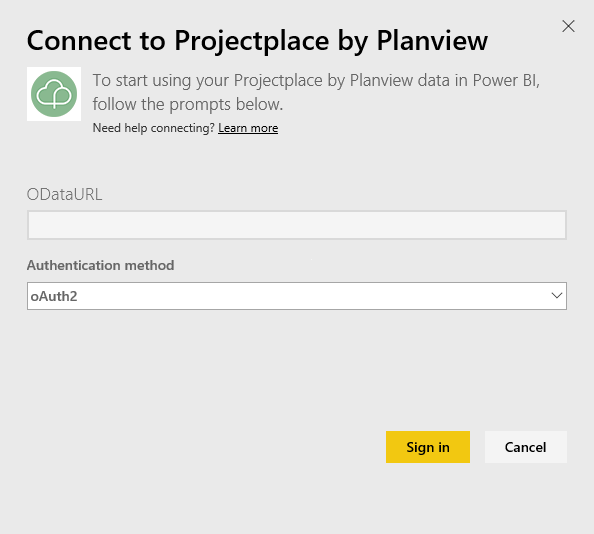 Connect to Projectplace by Planview
To start using your Projectplace by Planview data in Power BI,
follow the prompts below.
Need help connecting? Learn more
ODataURL
Authentication method
oAuth2
Sign in
Cancel